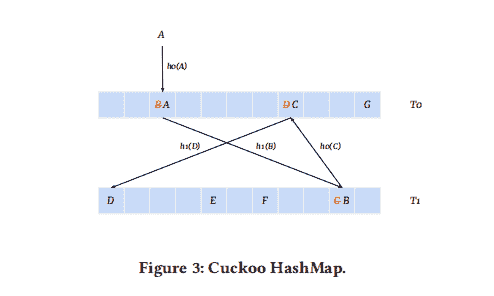 A
h0(A)
B A
D C
G
T0
h1(D)
h1(B)
h0(C)
D
E
F
C B
T1
Figure 3: Cuckoo HashMap.